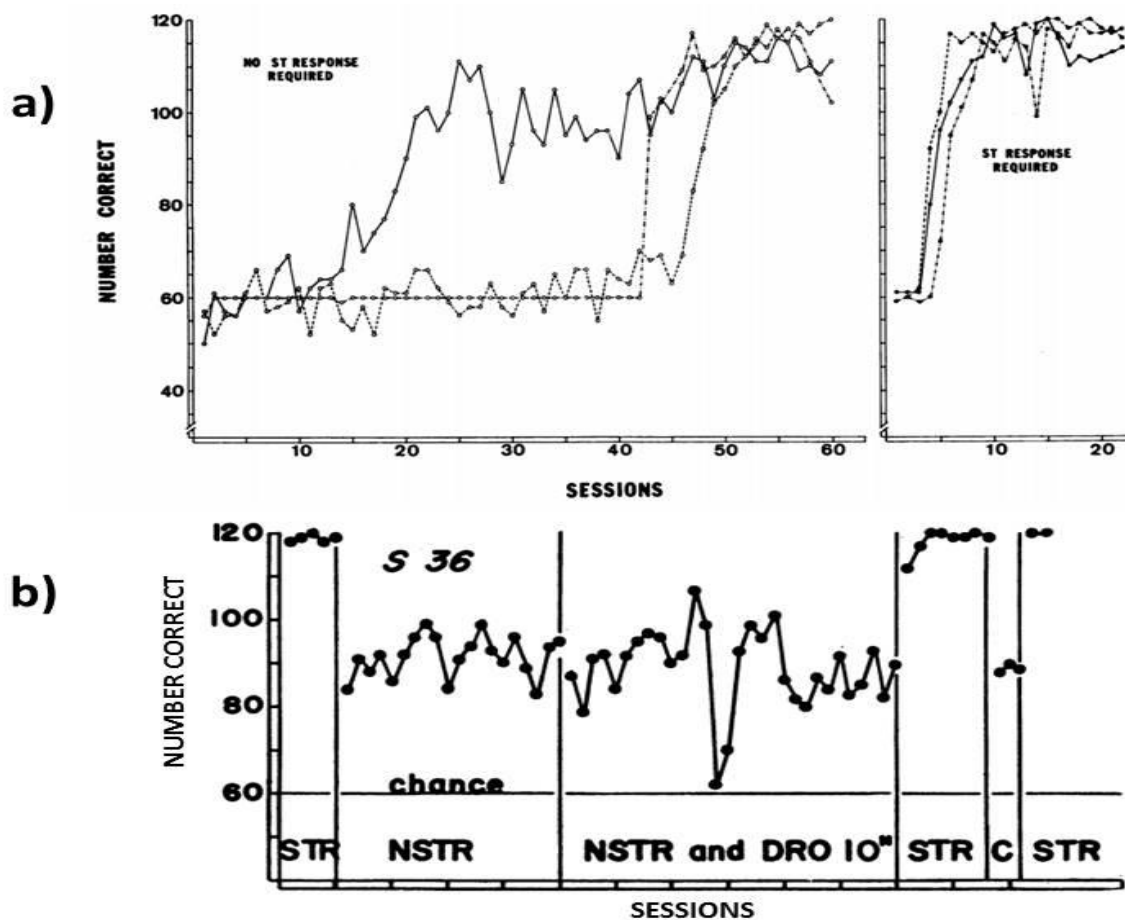 a)
NUMBER CORRECT
120
100
80
60
40
NO ST RESPONSE
REQUIRED
10 20 30 40 50 60
ST RESPONSE
REQUIRED
0 10 20
SESSIONS
b)
NUMBER CORRECT
120
100
80
60
S 36
chance
STR NSTR NSTR and DRO 10" STR C STR
SESSIONS